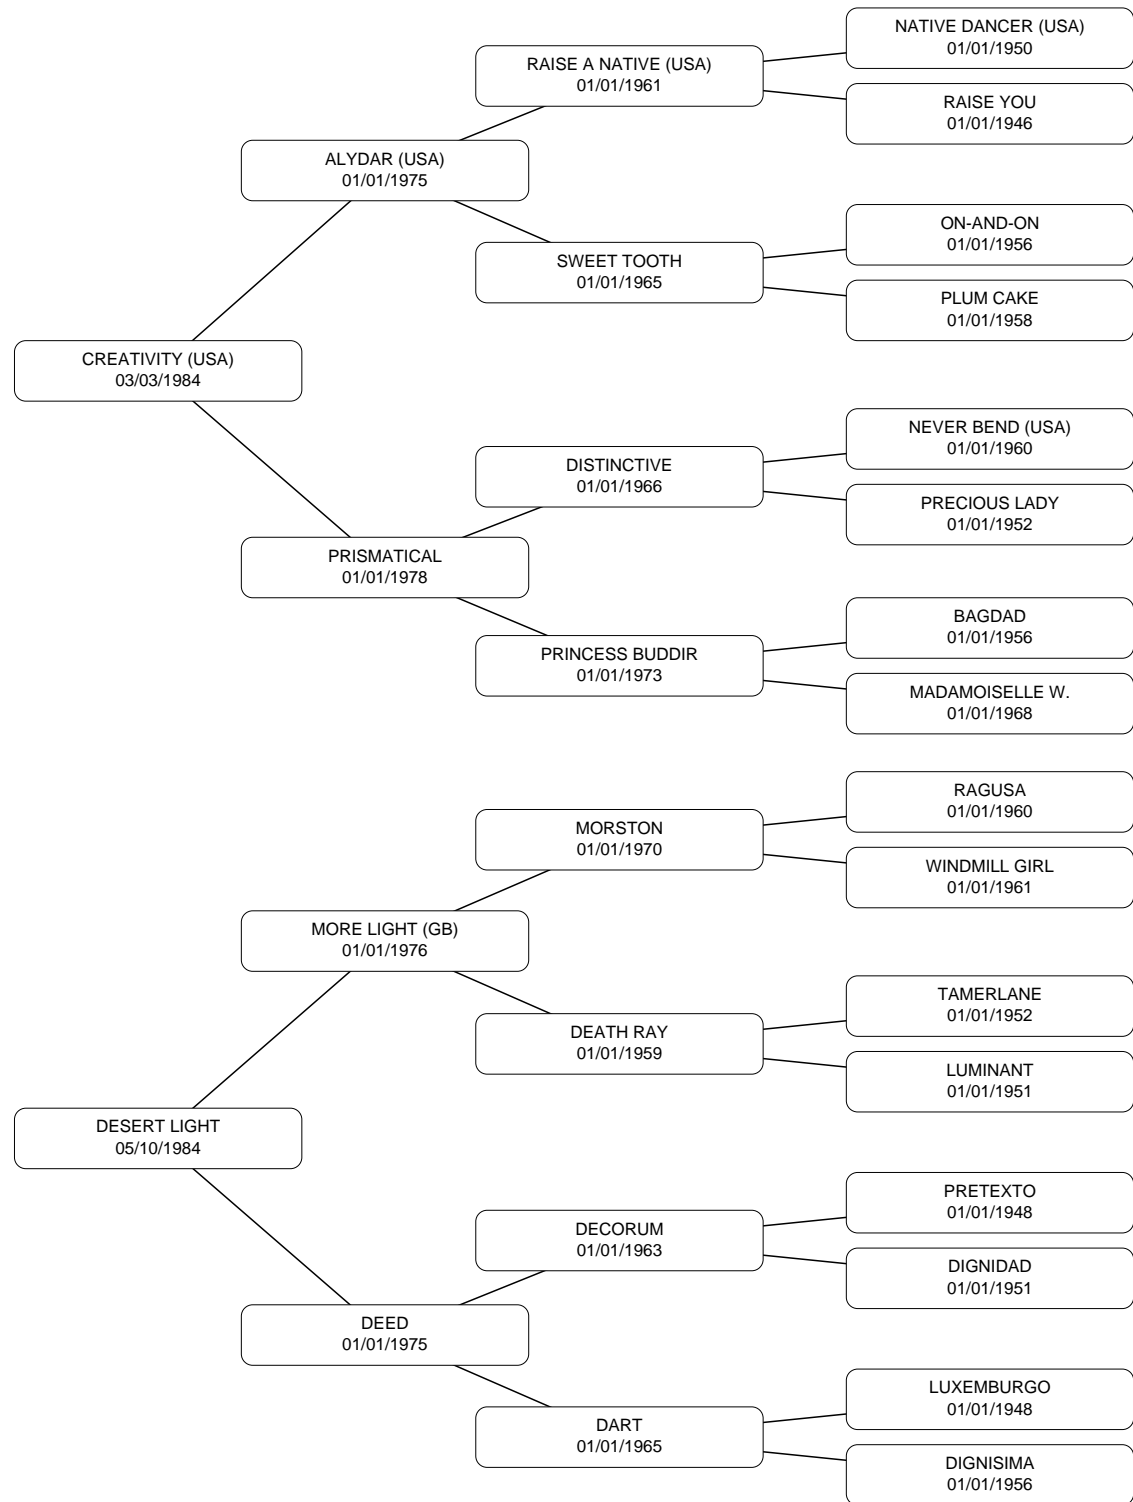 NATIVE DANCER (USA)
01/01/1950
RAISE A NATIVE (USA)
01/01/1961
RAISE YOU
01/01/1946
ALYDAR (USA)
01/01/1975
ON-AND-ON
01/01/1956
SWEET TOOTH
01/01/1965
PLUM CAKE
01/01/1958
CREATIVITY (USA)
03/03/1984
NEVER BEND (USA)
01/01/1960
DISTINCTIVE
01/01/1966
PRECIOUS LADY
01/01/1952
PRISMATICAL
01/01/1978
BAGDAD
01/01/1956
PRINCESS BUDDIR
01/01/1973
MADAMOISELLE W.
01/01/1968
RAGUSA
01/01/1960
MORSTON
01/01/1970
WINDMILL GIRL
01/01/1961
MORE LIGHT (GB)
01/01/1976
TAMERLANE
01/01/1952
DEATH RAY
01/01/1959
LUMINANT
01/01/1951
DESERT LIGHT
05/10/1984
PRETEXTO
01/01/1948
DECORUM
01/01/1963
DIGNIDAD
01/01/1951
DEED
01/01/1975
LUXEMBURGO
01/01/1948
DART
01/01/1965
DIGNISIMA
01/01/1956